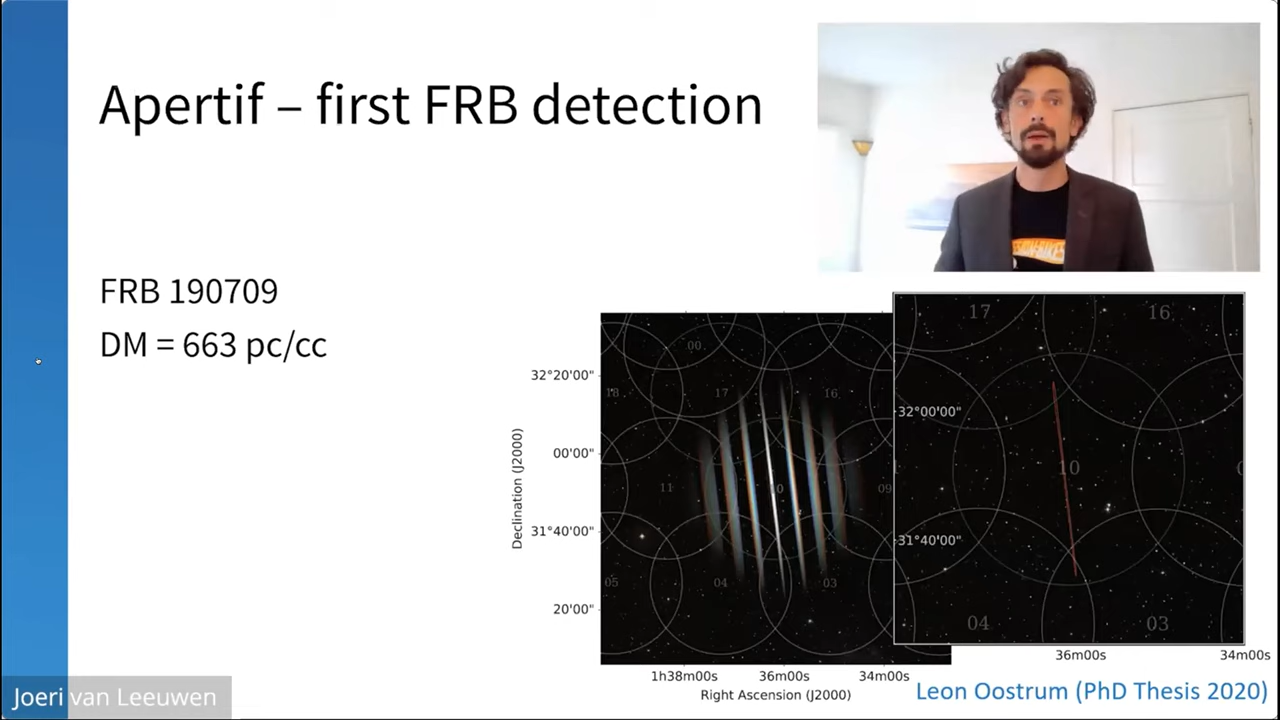 Apertif – first FRB detection
FRB 190709
DM = 663 pc/cc
Declination (J2000)
32°20'00"
00'00"
31°40'00"
20'00"
00
18
17
16
11
10
09
05
04
03
1h38m00s
36m00s
34m00s
Right Ascension (J2000)
17
16
32°00'00"
10
31°40'00"
04
03
36m00s
34m00s
Leon Oostrum (PhD Thesis 2020)
Joeri van Leeuwen